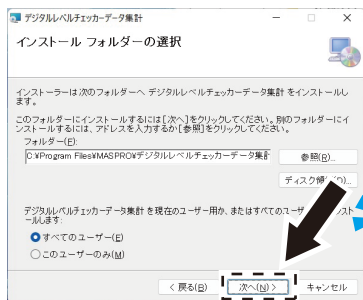 デジタルレベルチェッカーデータ集計
インストール フォルダーの選択
インストーラーは次のフォルダーへ デジタルレベルチェッカーデータ集計 をインストールし
ます。
このフォルダーにインストールするには[次へ]をクリックしてください。別のフォルダーにイ
ンストールするには、アドレスを入力するか[参照]をクリックしてください。
フォルダー(F):
C:¥Program Files¥MASPRO¥デジタルレベルチェッカーデータ集計
参照(R)...
ディスク領
デジタルレベルチェッカーデータ集計 を現在のユーザー用か、またはすべてのユーザ
ールします:
すべてのユーザー(E)
このユーザーのみ(M)
< 戻る(B)
次へ(N) >
キャンセル